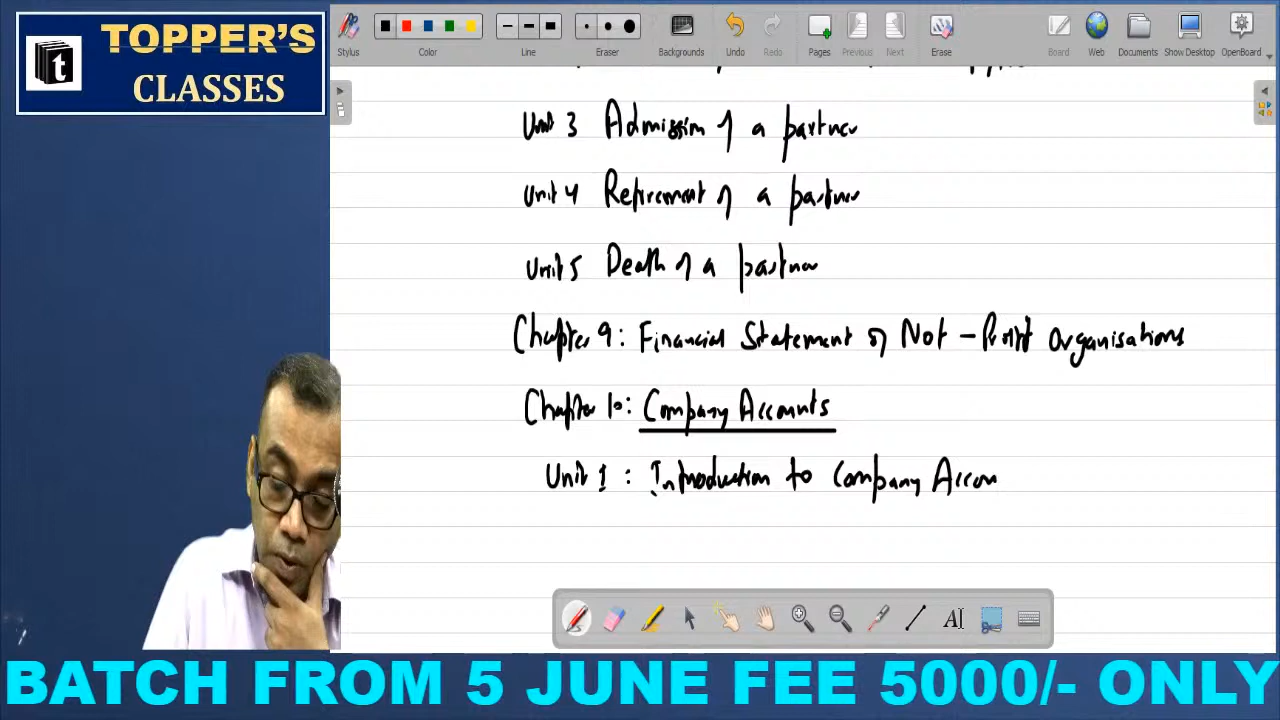 TOPPER'S
CLASSES
t
Stylus
Color
Line
Eraser
Backgrounds
Undo
Redo
Pages
Previous
Next
Erase
Board
Web
Documents
Show Desktop
OpenBoard
Unit 3 Admission of a partner
Unit 4 Retirement of a partner
Unit 5 Death of a partner
Chapter 9: Financial Statement of Not - Profit Organisations
Chapter 10: Company Accounts
Unit 1 : Introduction to Company Accou
AI
BATCH FROM 5 JUNE FEE 5000/- ONLY